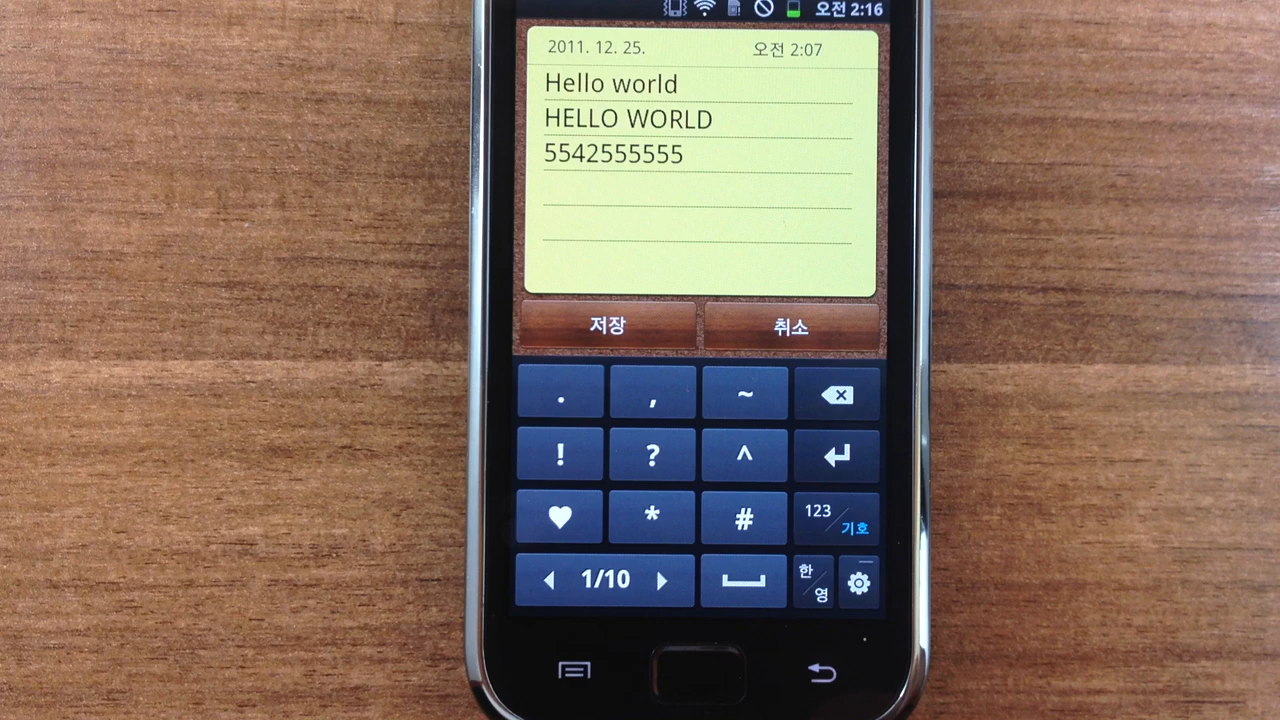 오전 2:16
2011. 12. 25. 오전 2:07
Hello world
HELLO WORLD
5542555555
저장 취소
. , ~
! ? ^
♥ * # 123 기호
1/10 한 영